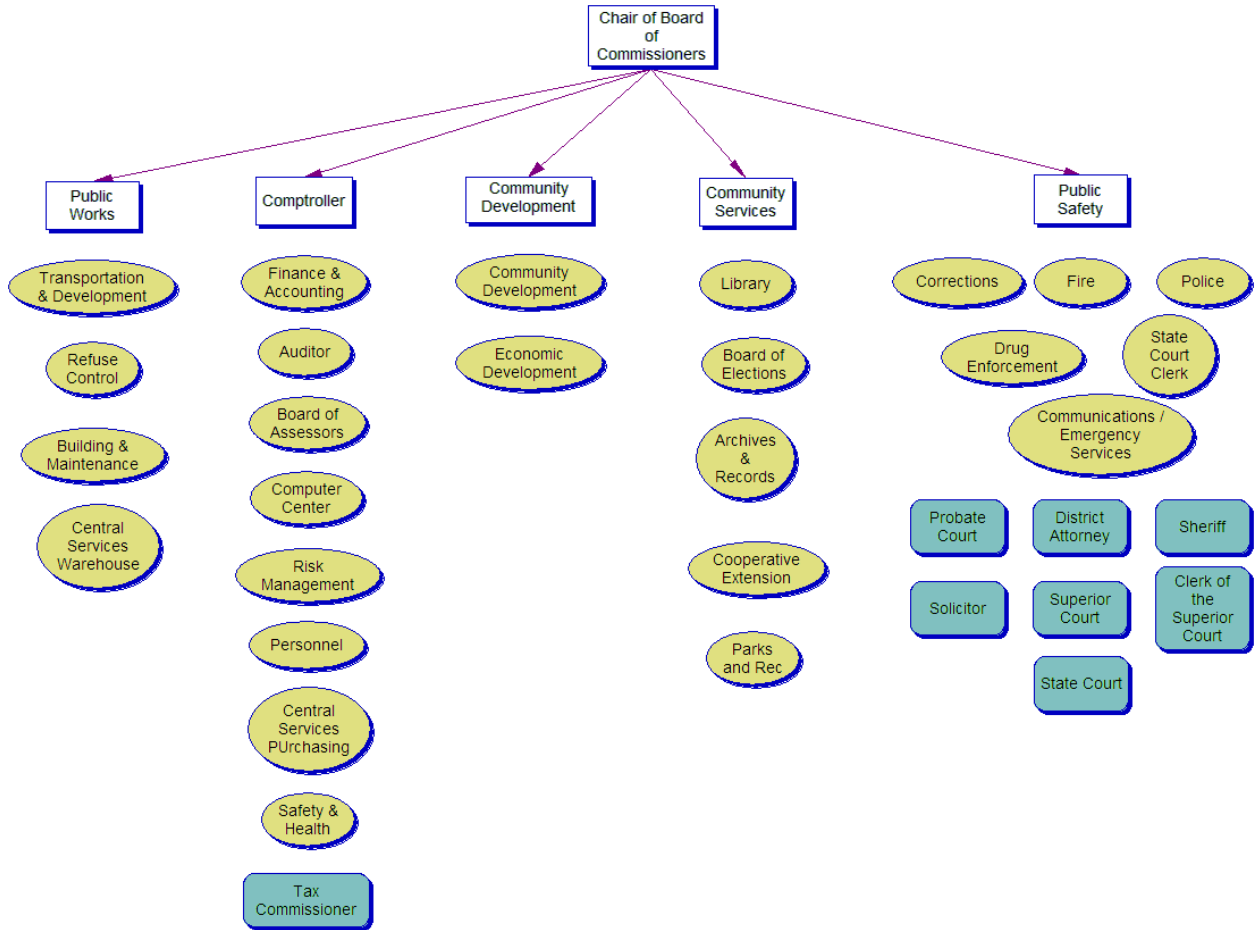 Chair of Board
of
Commissioners
Public
Works
Comptroller
Community
Development
Community
Services
Public
Safety
Transportation
& Development
Refuse
Control
Building &
Maintenance
Central
Services
Warehouse
Finance &
Accounting
Auditor
Board of
Assessors
Computer
Center
Risk
Management
Personnel
Central
Services
PUrchasing
Safety &
Health
Tax
Commissioner
Community
Development
Economic
Development
Library
Board of
Elections
Archives
&
Records
Cooperative
Extension
Parks
and Rec
Corrections
Fire
Police
Drug
Enforcement
State
Court
Clerk
Communications /
Emergency
Services
Probate
Court
District
Attorney
Sheriff
Solicitor
Superior
Court
Clerk of
the
Superior
Court
State Court